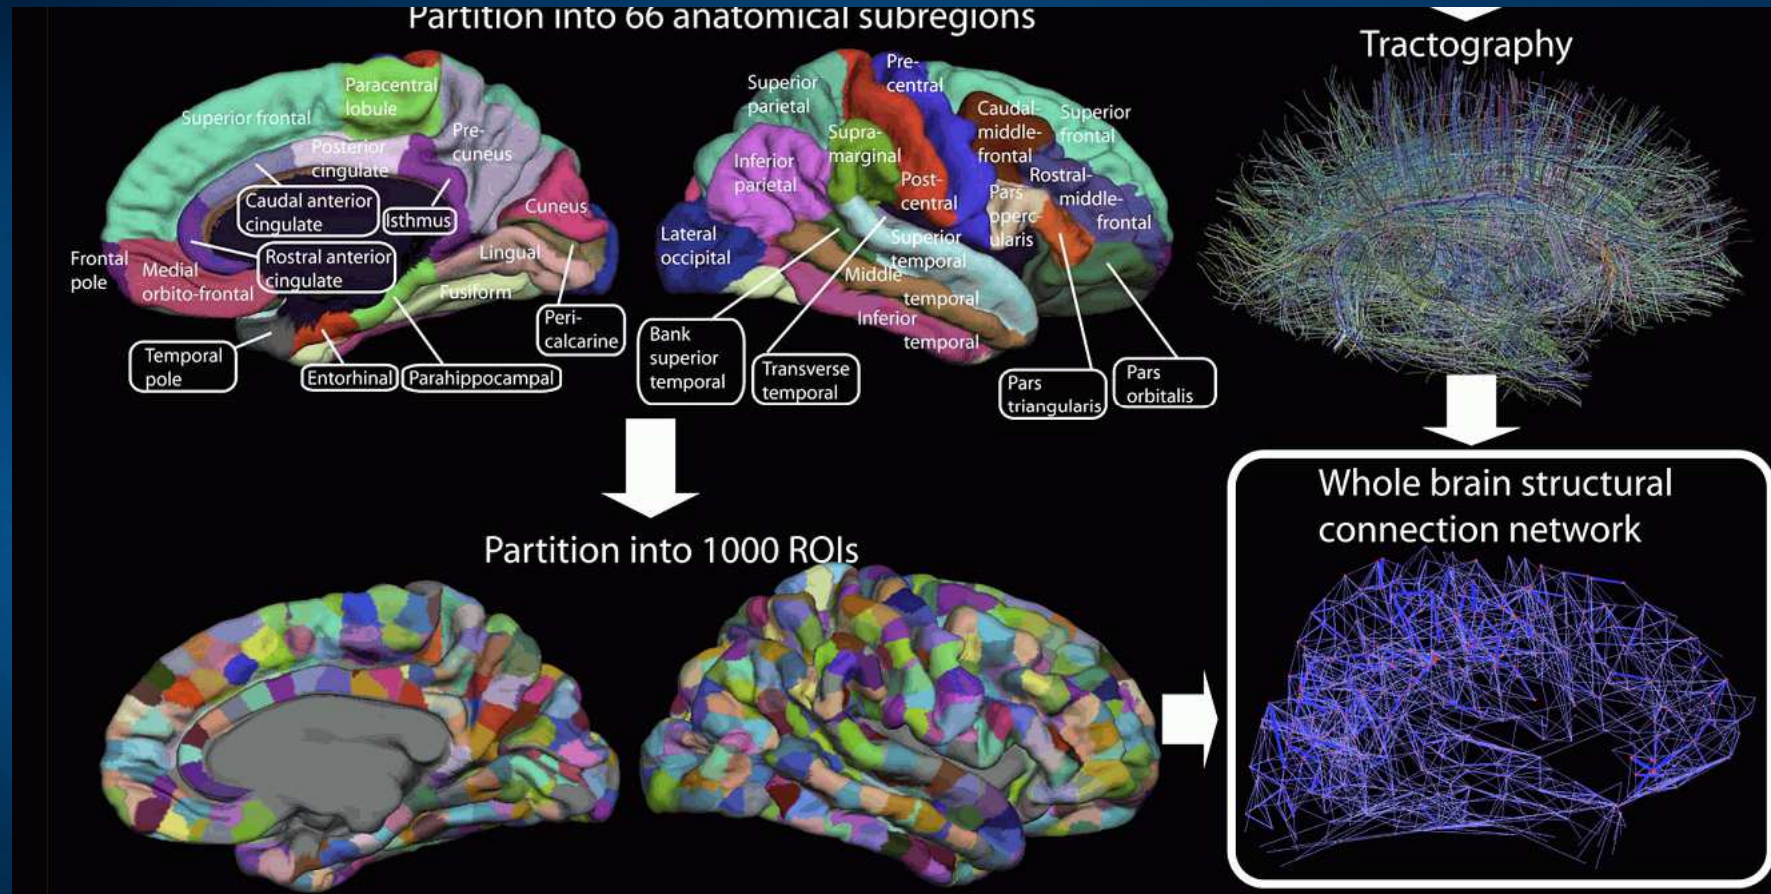 Partition into 66 anatomical subregions
Tractography
Paracentral
lobule
Superior frontal
Pre-
cuneus
Posterior
cingulate
Caudal anterior
cingulate
Isthmus
Cuneus
Rostral anterior
cingulate
Lingual
Frontal
pole
Medial
orbito-frontal
Fusiform
Peri-
calcarine
Temporal
pole
Entorhinal
Parahippocampal
Superior
parietal
Pre-
central
Caudal-
middle-
frontal
Superior
frontal
Supra-
marginal
Inferior
parietal
Post-
central
Pars
operc-
ularis
Rostral-
middle-
frontal
Lateral
occipital
Superior
temporal
Middle
temporal
Inferior
temporal
Bank
superior
temporal
Transverse
temporal
Pars
triangularis
Pars
orbitalis
Whole brain structural
connection network
Partition into 1000 ROIs